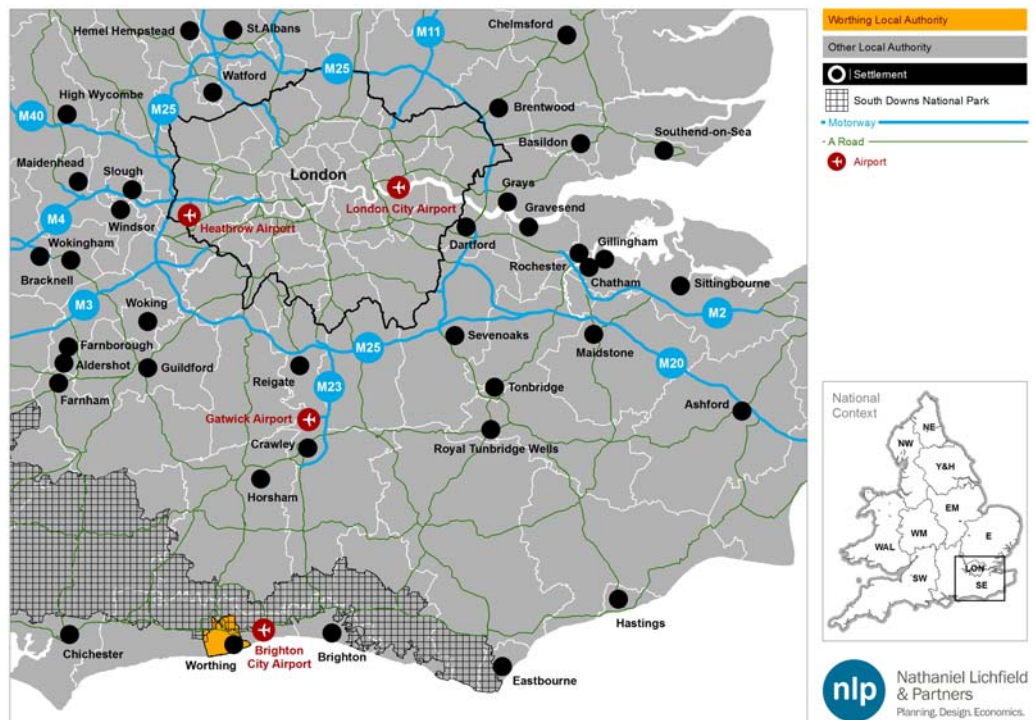 Hemel Hempstead
St.Albans
M11
Chelmsford
M25
Watford
High Wycombe
M25
M40
Brentwood
Basildon
Southend-on-Sea
Maidenhead
Slough
London
London City Airport
Grays
Gravesend
M4
Windsor
Heathrow Airport
Wokingham
Dartford
Gillingham
Bracknell
Rochester
Chatham
Sittingbourne
M3
Woking
M2
Farnborough
M25
Sevenoaks
Maidstone
Aldershot
Guildford
Reigate
M23
M20
Farnham
Tonbridge
Gatwick Airport
Ashford
Crawley
Royal Tunbridge Wells
Horsham
Hastings
Chichester
Worthing
Brighton
City Airport
Brighton
Eastbourne
Worthing Local Authority
Other Local Authority
| Settlement
South Downs National Park
Motorway
A Road
Airport
National
Context
NE
NW
Y&H
EM
WM
WAL
E
LON
SW
SE
nlp
Nathaniel Lichfield
& Partners
Planning. Design. Economics.